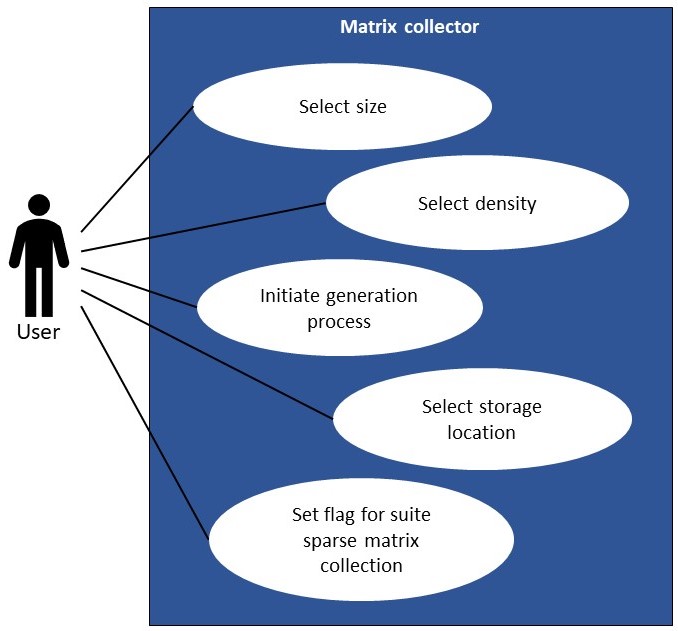 Matrix collector
Select size
Select density
Initiate generation
process
User
Select storage
location
Set flag for suite
sparse matrix
collection